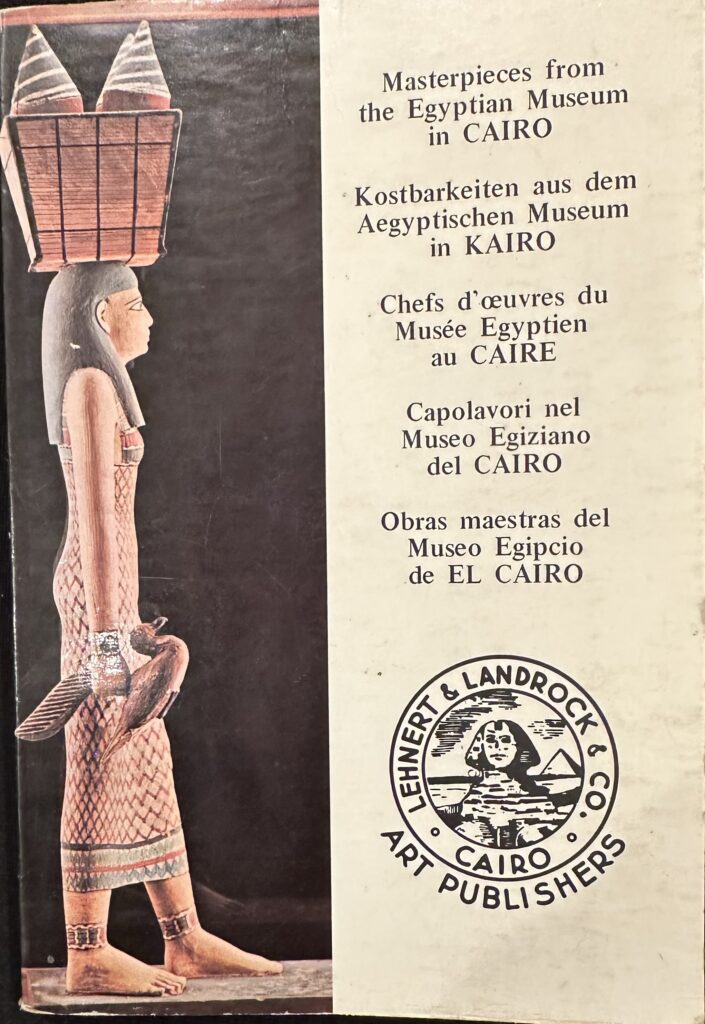 Masterpieces from
the Egyptian Museum
in CAIRO
Kostbarkeiten aus dem
Aegyptischen Museum
in KAIRO
Chefs d'œuvres du
Musée Egyptien
au CAIRE
Capolavori nel
Museo Egiziano
del CAIRO
Obras maestras del
Museo Egipcio
de EL CAIRO
LEHNERT & LANDROCK & CO.
CAIRO
ART PUBLISHERS